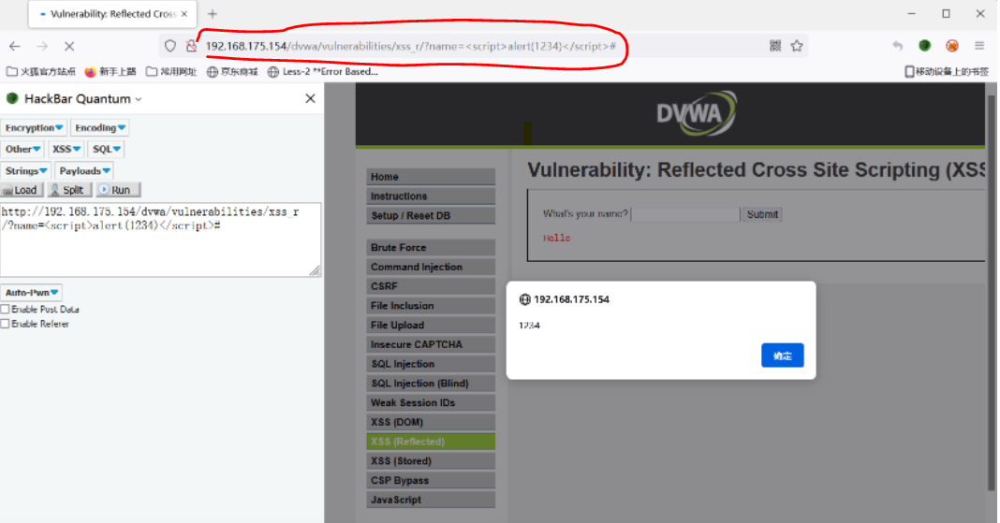 Vulnerability: Reflected Cross
192.168.175.154/dvwa/vulnerabilities/xss_r/?name=<script>alert(1234)</script>#
火狐官方站点 新手上路 常用网址 京东商城 Less-2 **Error Based... 移动设备上的书签
HackBar Quantum
Encryption Encoding
Other XSS SQL
Strings Payloads
Load Split Run
http://192.168.175.154/dvwa/vulnerabilities/xss_r
/?name=<script>alert(1234)</script>#
Auto-Pwn
Enable Post Data
Enable Referer
DVWA
Home
Instructions
Setup / Reset DB
Brute Force
Command Injection
CSRF
File Inclusion
File Upload
Insecure CAPTCHA
SQL Injection
SQL Injection (Blind)
Weak Session IDs
XSS (DOM)
XSS (Reflected)
XSS (Stored)
CSP Bypass
JavaScript
Vulnerability: Reflected Cross Site Scripting (XSS
What's your name? Submit
Hello
192.168.175.154
1234
确定